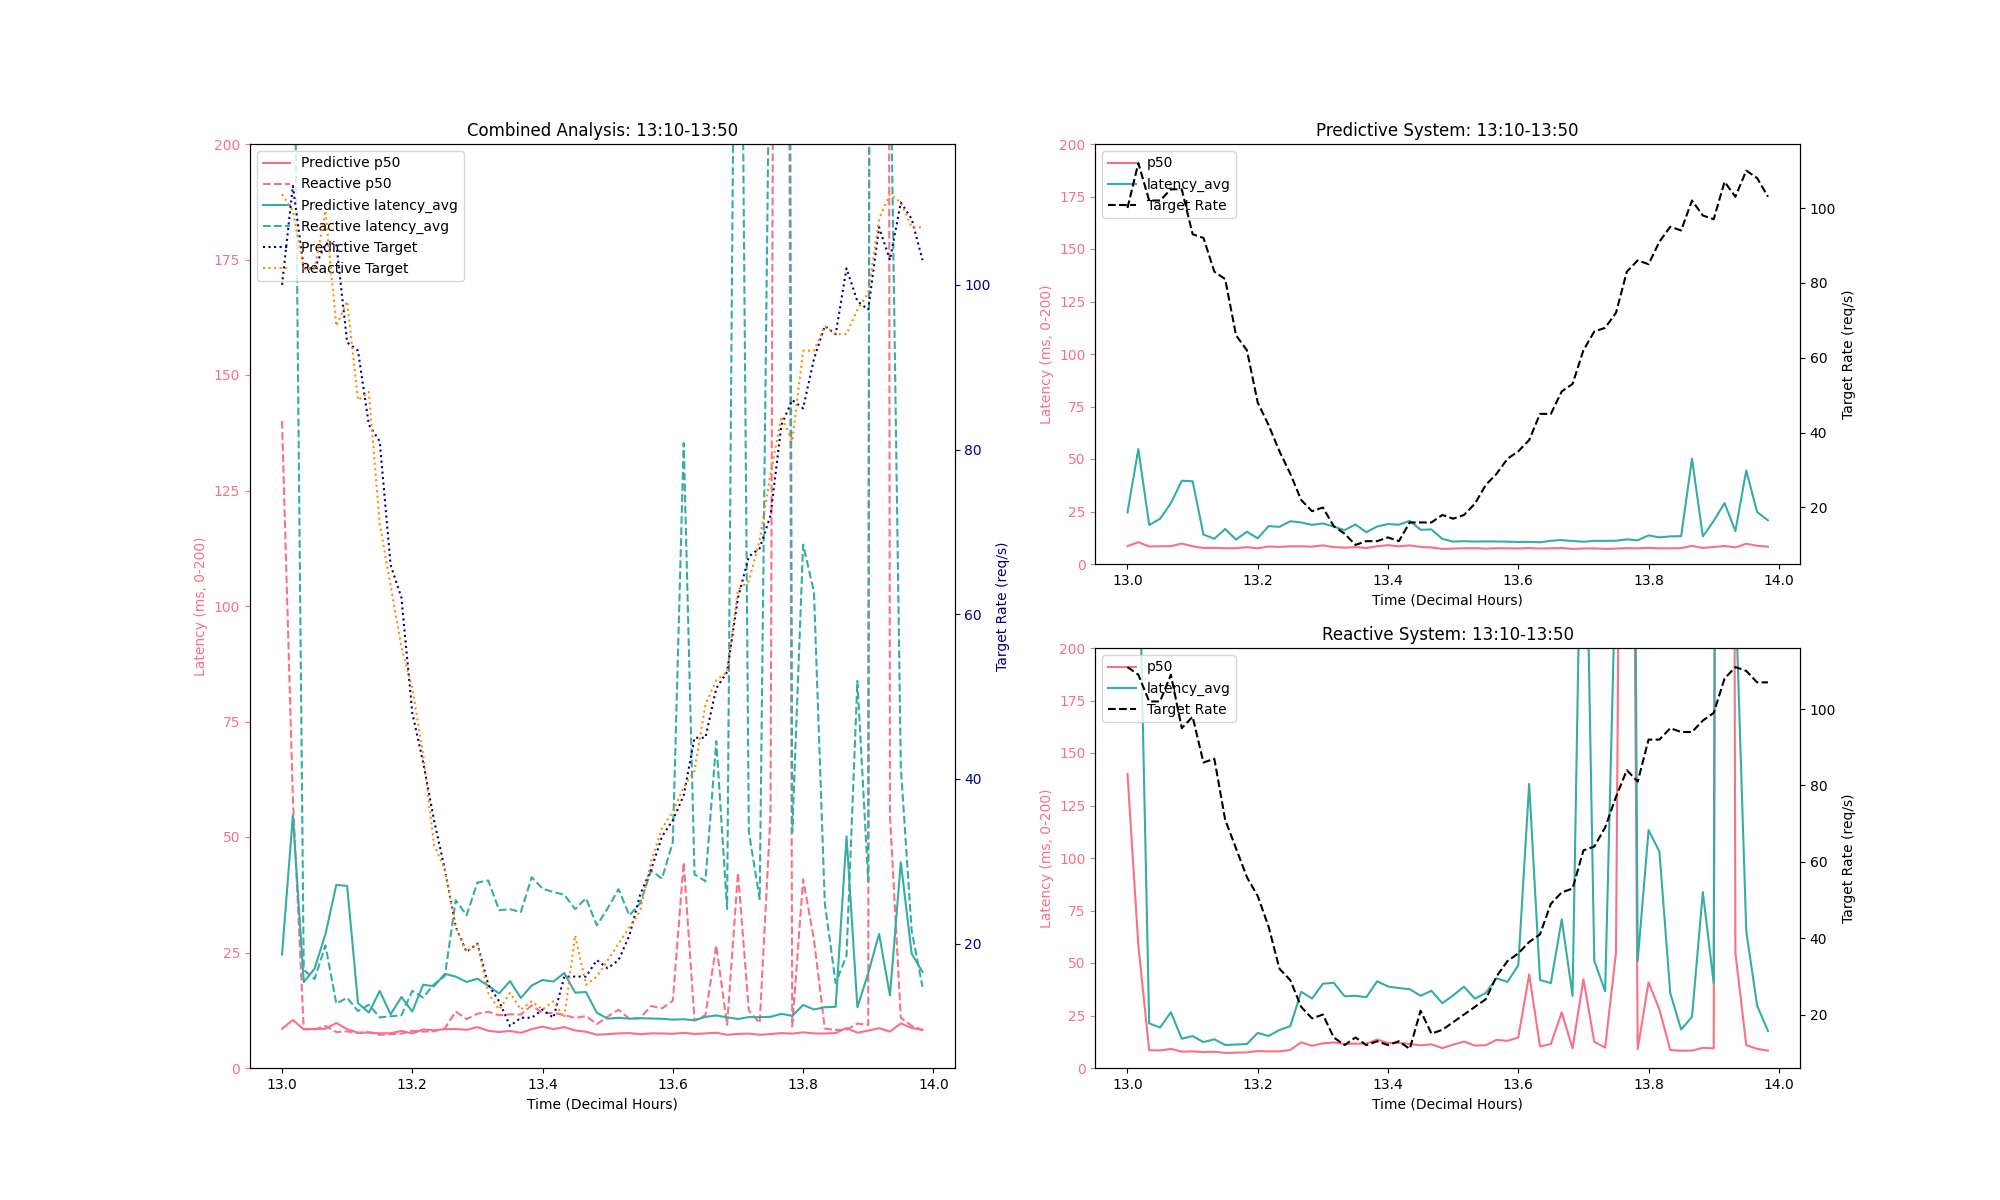 Combined Analysis: 13:10-13:50
Predictive p50
Reactive p50
Predictive latency_avg
Reactive latency_avg
Predictive Target
Reactive Target
200
175
150
125
100
75
50
25
0
Latency (ms, 0-200)
100
80
60
40
20
Target Rate (req/s)
13.0 13.2 13.4 13.6 13.8 14.0
Time (Decimal Hours)
Predictive System: 13:10-13:50
p50
latency_avg
Target Rate
200
175
150
125
100
75
50
25
0
Latency (ms, 0-200)
100
80
60
40
20
Target Rate (req/s)
13.0 13.2 13.4 13.6 13.8 14.0
Time (Decimal Hours)
Reactive System: 13:10-13:50
p50
latency_avg
Target Rate
200
175
150
125
100
75
50
25
0
Latency (ms, 0-200)
100
80
60
40
20
Target Rate (req/s)
13.0 13.2 13.4 13.6 13.8 14.0
Time (Decimal Hours)